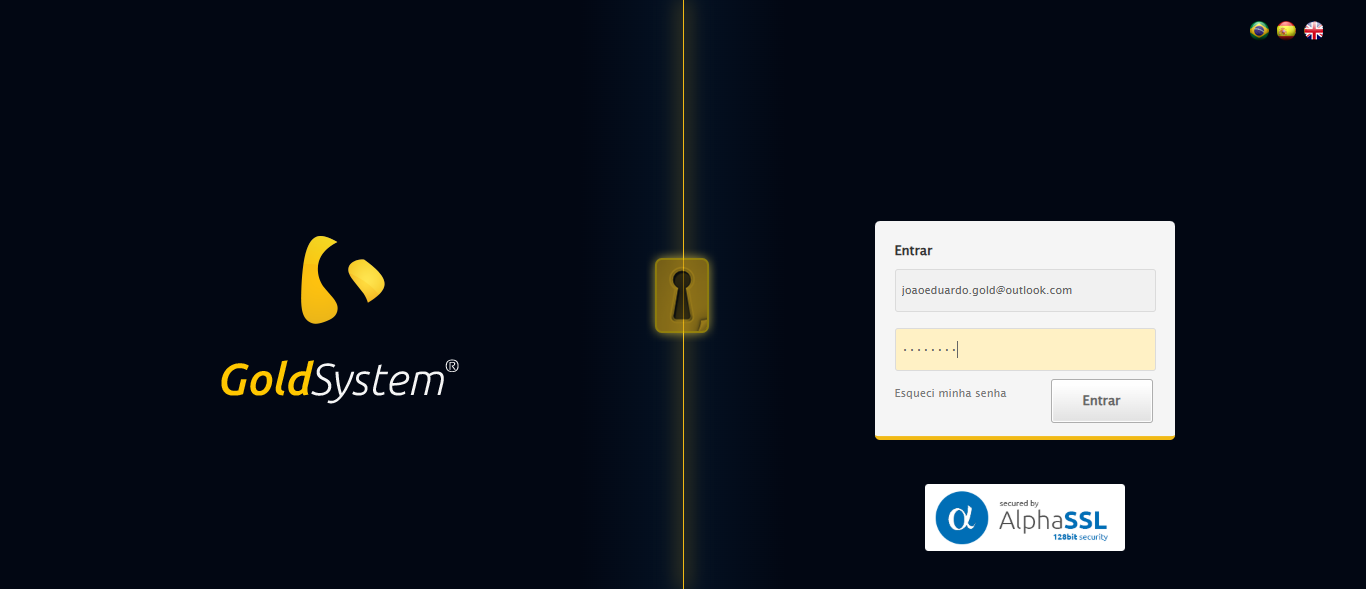 GoldSystem®
Entrar
joaoeduardo.gold@outlook.com
········
Esqueci minha senha
Entrar
secured by
α AlphaSSL
128bit security